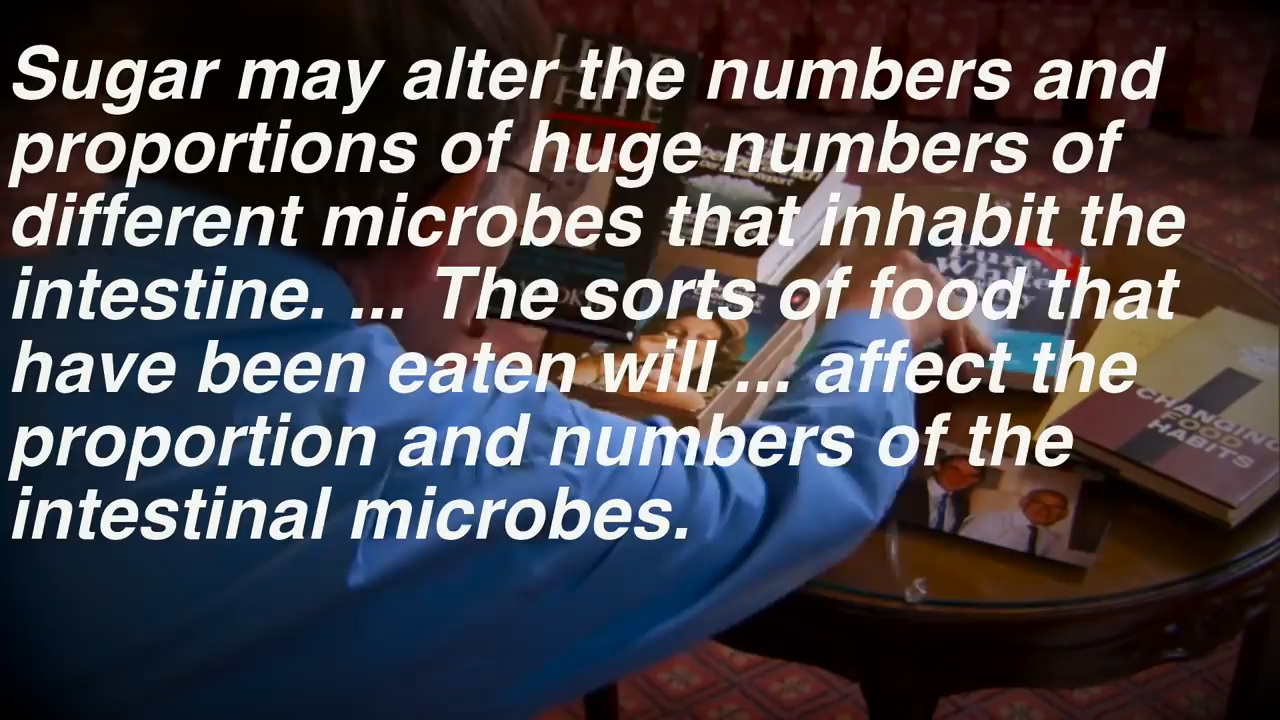 Sugar may alter the numbers and
proportions of huge numbers of
different microbes that inhabit the
intestine. ... The sorts of food that
have been eaten will ... affect the
proportion and numbers of the
intestinal microbes.
Pure,
White
CHANGING
FOOD
HABITS